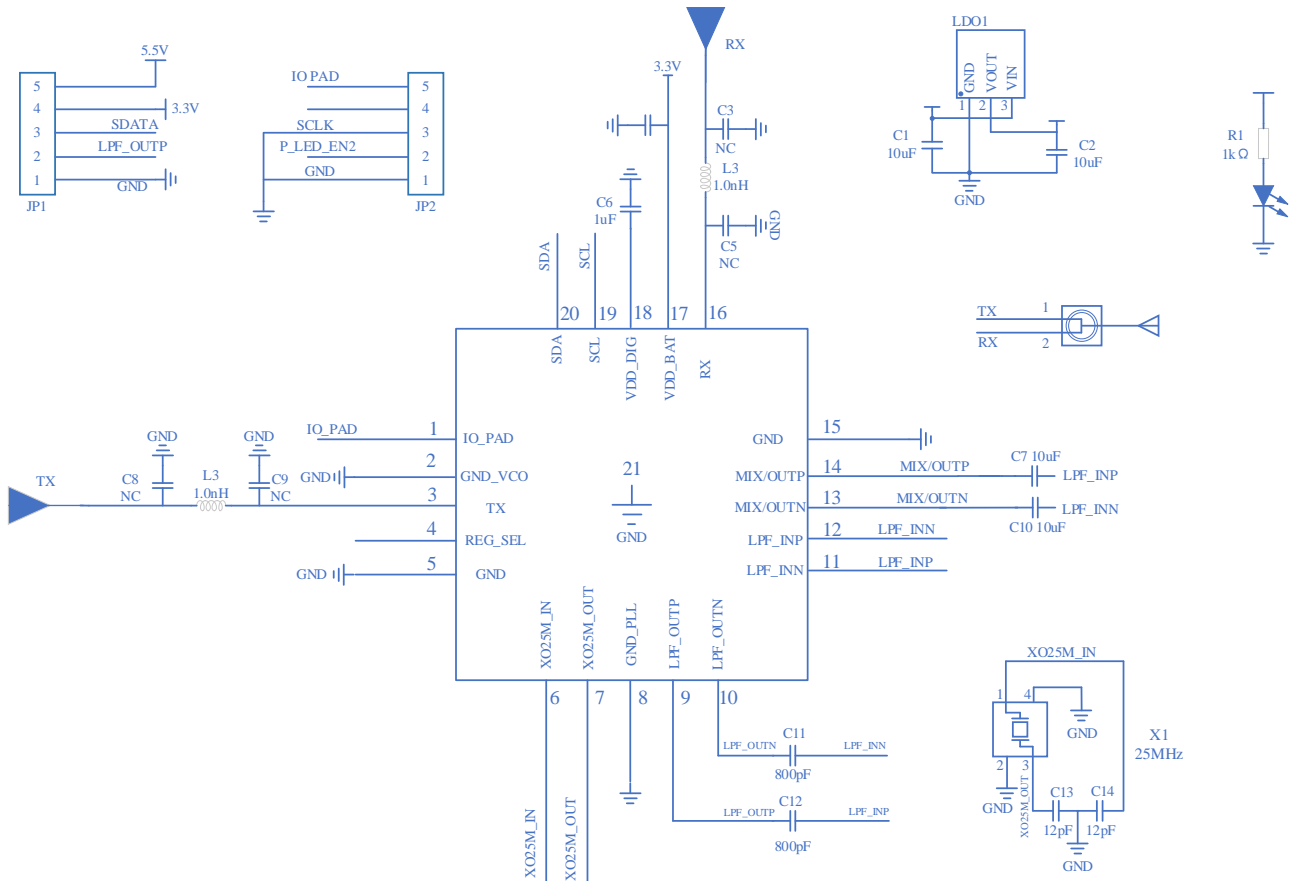 5.5V
5
4
3.3V
3
SDATA
2
LPF_OUTP
1
GND
JP1
IO PAD
5
4
SCLK
3
P_LED_EN2
2
GND
1
JP2
RX
3.3V
C3
NC
L3
1.0nH
C6
1uF
C5
NC
GND
SDA
SCL
20
19
18
17
16
SDA
SCL
VDD_DIG
VDD_BAT
RX
LDO1
GND
VOUT
VIN
1
2
3
C1
10uF
C2
10uF
GND
R1
1kΩ
TX
1
RX
2
TX
GND
GND
C8
NC
L3
1.0nH
C9
NC
IO_PAD
1
IO_PAD
GND
2
GND_VCO
3
TX
4
REG_SEL
GND
5
GND
21
GND
15
GND
14
MIX/OUTP
MIX/OUTP
C7 10uF
LPF_INP
13
MIX/OUTN
MIX/OUTN
C10 10uF
LPF_INN
12
LPF_INP
LPF_INN
11
LPF_INN
LPF_INP
XO25M_IN
XO25M_OUT
GND_PLL
LPF_OUTP
LPF_OUTN
6
7
8
9
10
XO25M_IN
XO25M_OUT
LPF_OUTN
C11
LPF_INN
800pF
LPF_OUTP
C12
LPF_INP
800pF
XO25M_IN
1
4
GND
X1
25MHz
2
3
GND
XO25M_OUT
C13
12pF
C14
12pF
GND